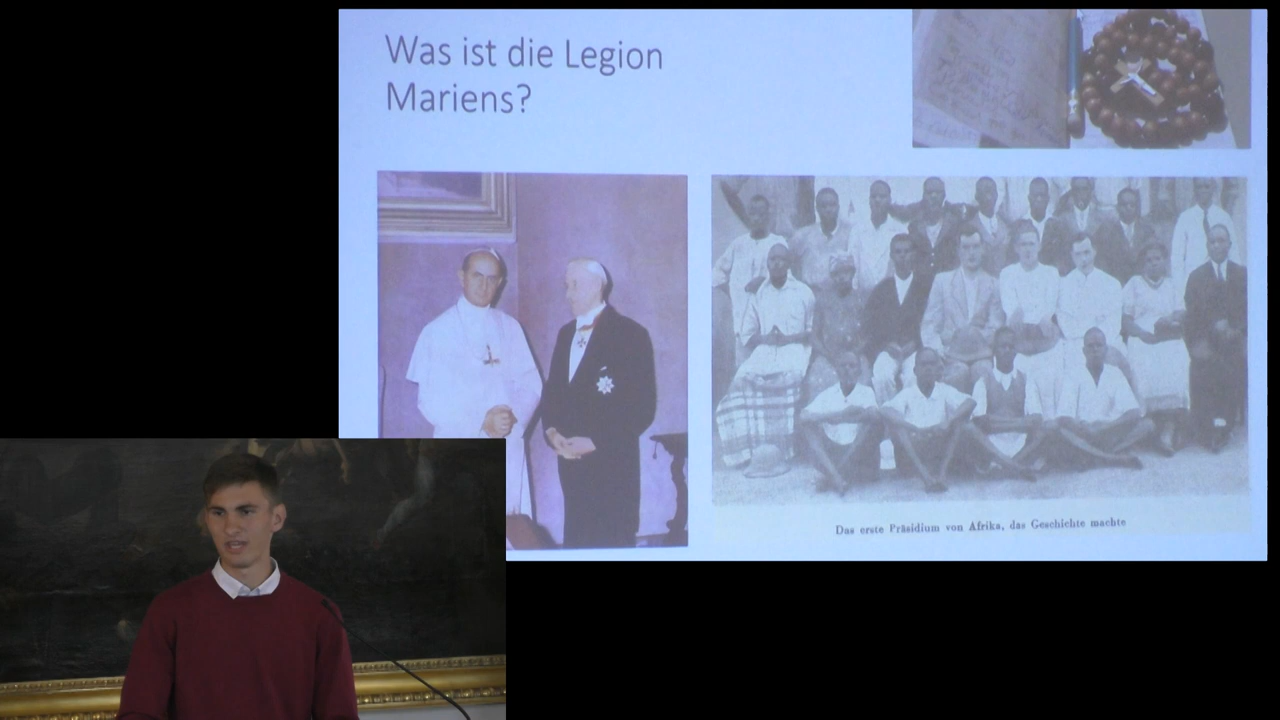 Was ist die Legion
Mariens?
Das erste Präsidium von Afrika, das Geschichte machte